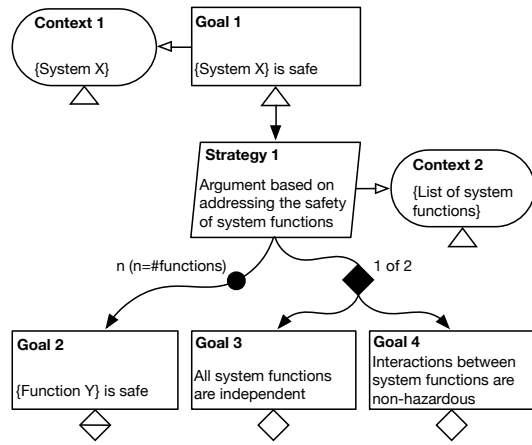 Context 1
{System X}
Goal 1
{System X} is safe
Strategy 1
Argument based on
addressing the safety
of system functions
Context 2
{List of system
functions}
n (n=#functions)
1 of 2
Goal 2
{Function Y} is safe
Goal 3
All system functions
are independent
Goal 4
Interactions between
system functions are
non-hazardous